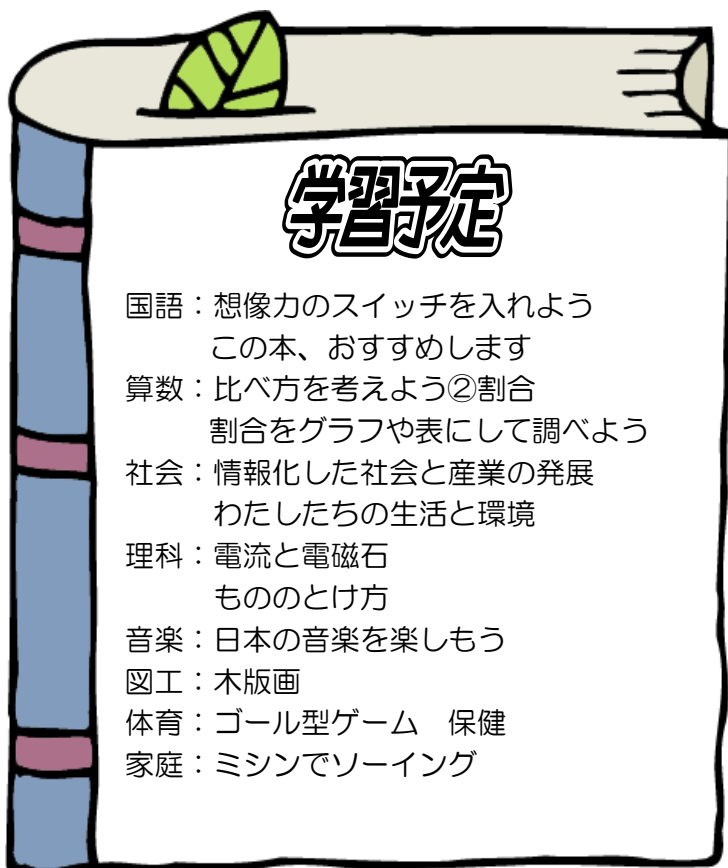 学習予定
国語：想像力のスイッチを入れよう
この本、おすすめします
算数：比べ方を考えよう②割合
割合をグラフや表にして調べよう
社会：情報化した社会と産業の発展
わたしたちの生活と環境
理科：電流と電磁石
もののとけ方
音楽：日本の音楽を楽しもう
図工：木版画
体育：ゴール型ゲーム　保健
家庭：ミシンでソーイング